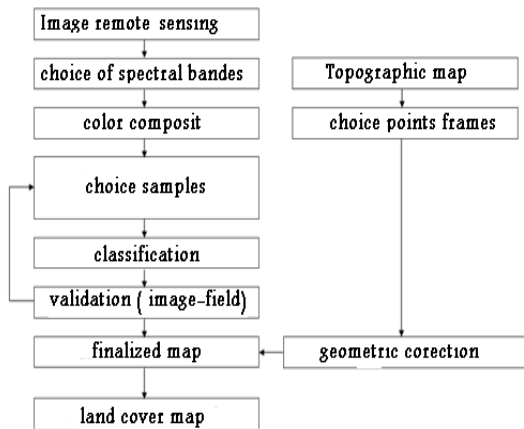 Image remote sensing
choice of spectral bandes
Topographic map
color composit
choice points frames
choice samples
classification
validation ( image-field)
finalized map
geometric corection
land cover map